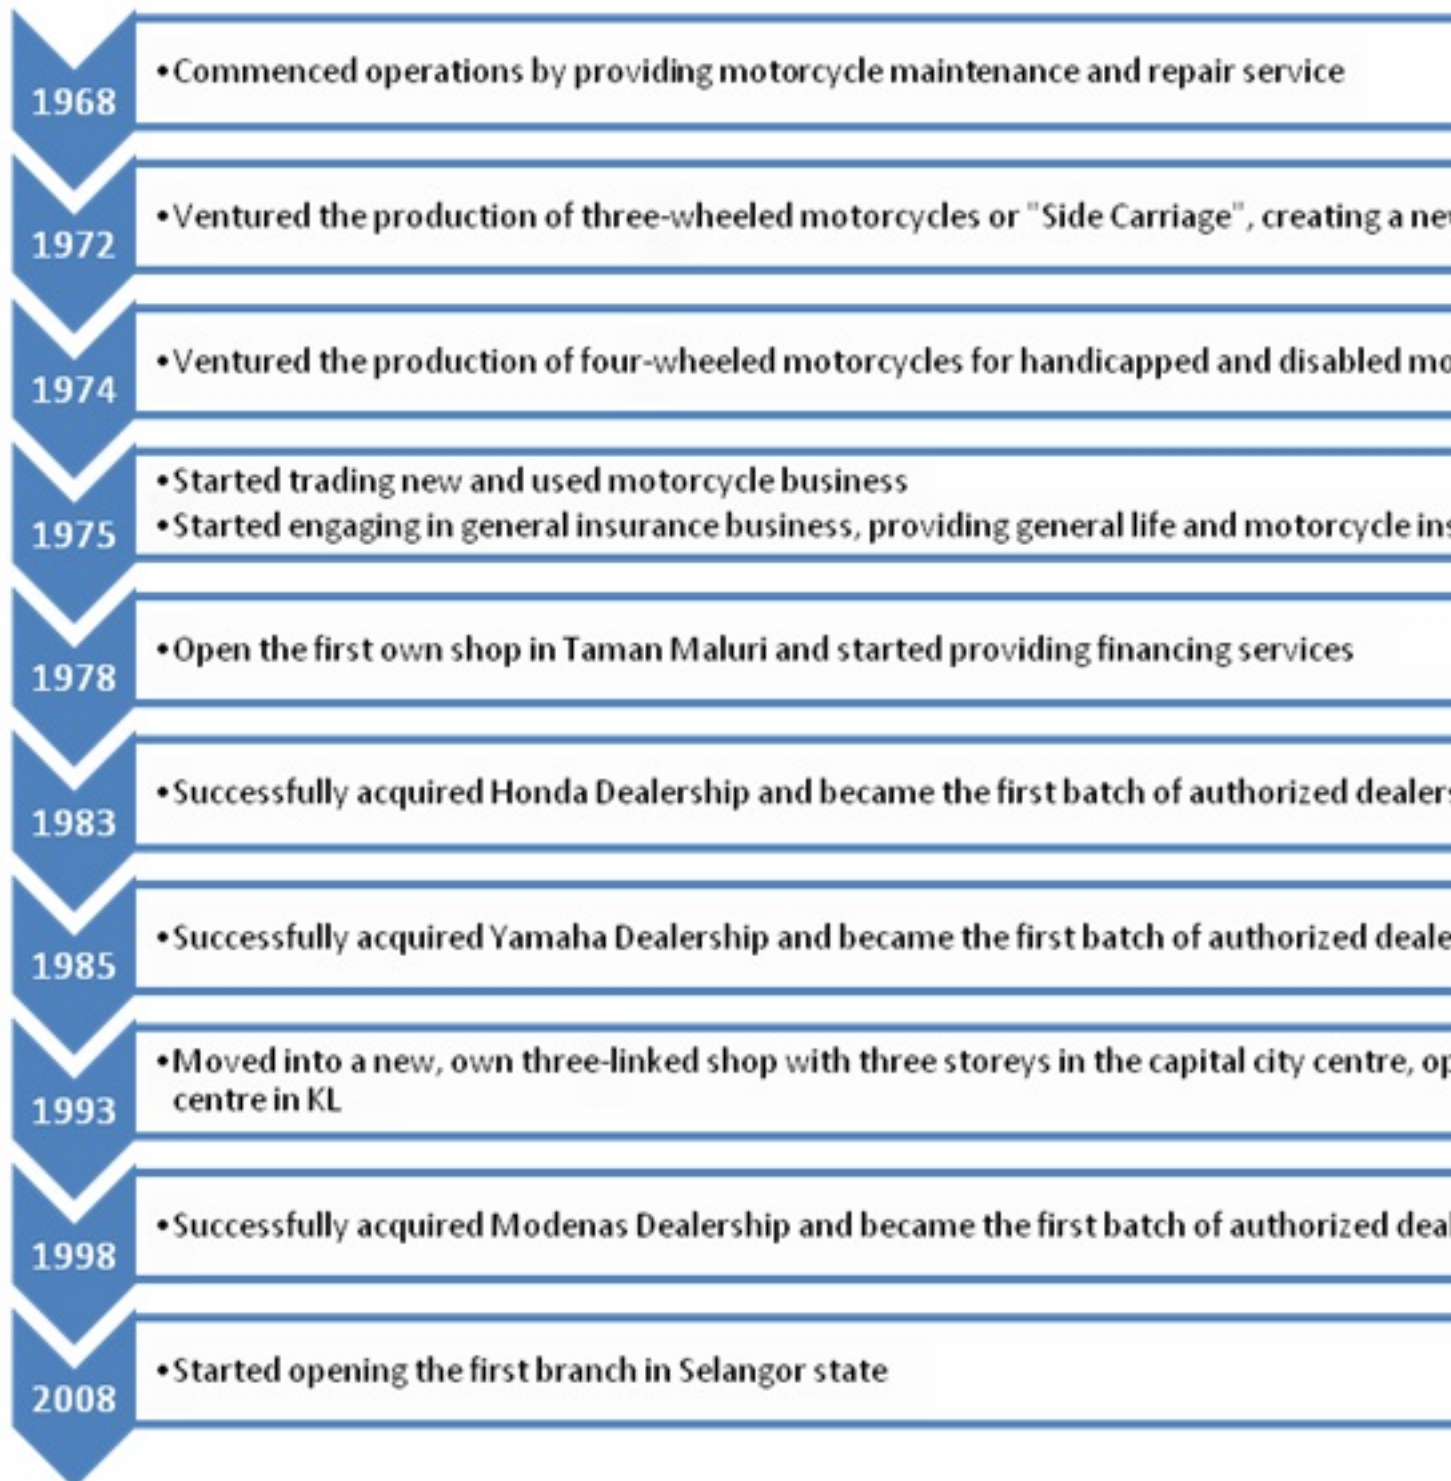 1968
•Commenced operations by providing motorcycle maintenance and repair service
1972
•Ventured the production of three-wheeled motorcycles or "Side Carriage", creating a
1974
•Ventured the production of four-wheeled motorcycles for handicapped and disabled
1975
•Started trading new and used motorcycle business
•Started engaging in general insurance business, providing general life and motorcycle
1978
•Open the first own shop in Taman Maluri and started providing financing services
1983
•Successfully acquired Honda Dealership and became the first batch of authorized dealers
1985
•Successfully acquired Yamaha Dealership and became the first batch of authorized
1993
•Moved into a new, own three-linked shop with three storeys in the capital city centre,
centre in KL
1998
•Successfully acquired Modenas Dealership and became the first batch of authorized
2008
•Started opening the first branch in Selangor state